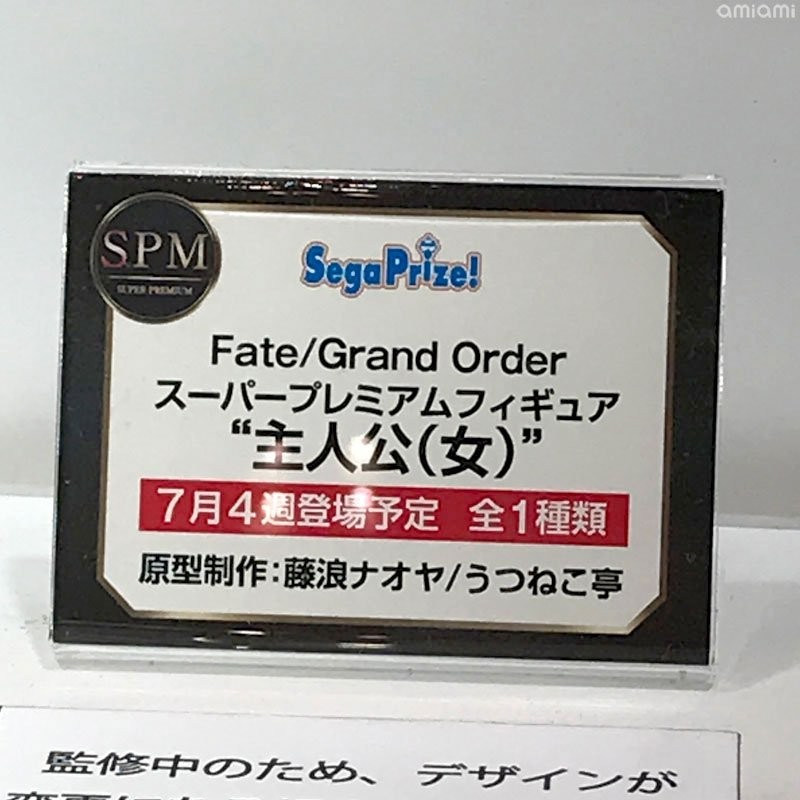 amiami
SPM
SUPER PREMIUM
SegaPrize!
Fate/Grand Order
スーパープレミアムフィギュア
“主人公(女)”
7月4週登場予定 全1種類
原型制作:藤浪ナオヤ/うつねこ亭
監修中のため、デザインが